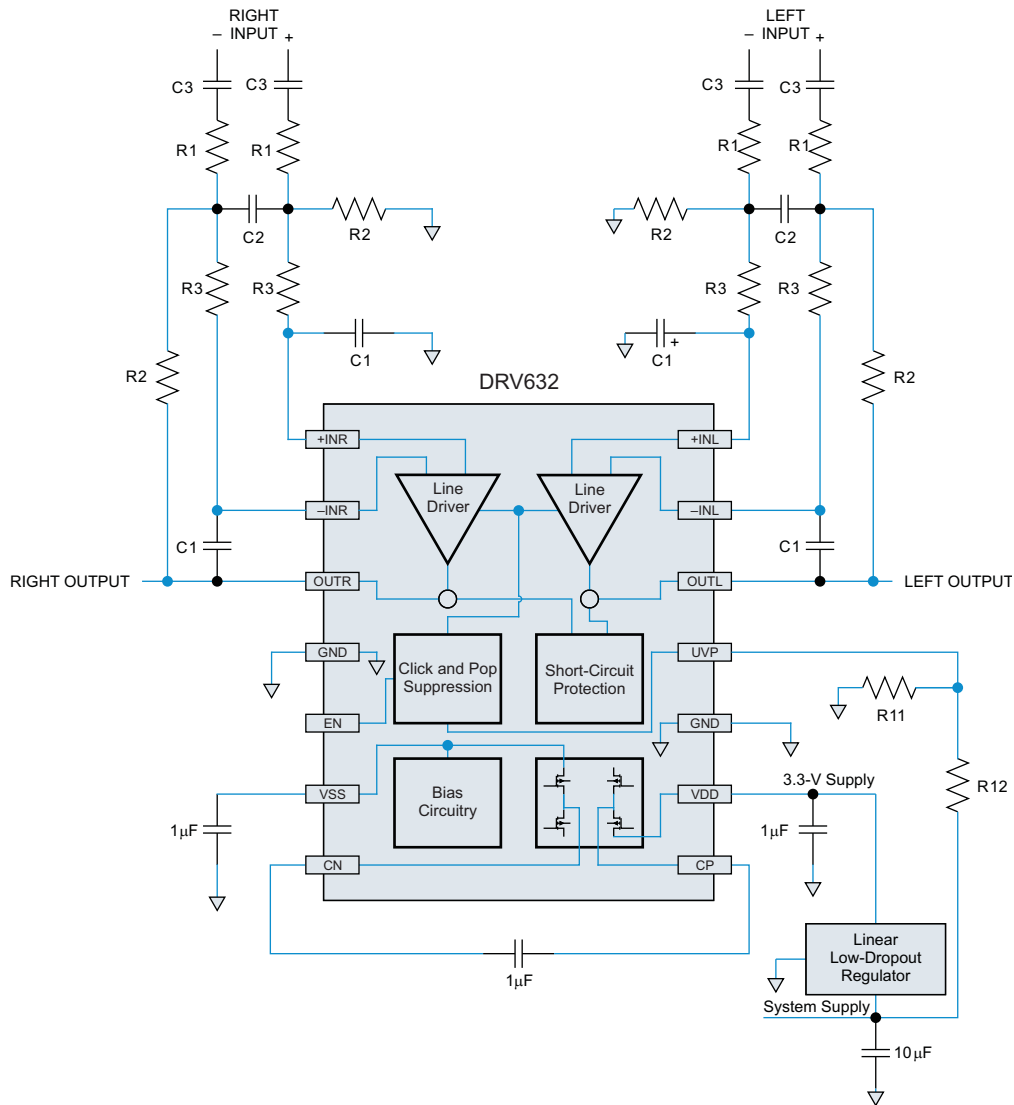 RIGHT
INPUT
– +
LEFT
INPUT
– +
C3 C3 C3 C3
R1 R1 R1 R1
R2 R2
C2 C2
R3 R3 R3 R3
C1 C1 +
R2 R2
DRV632
+INR +INL
Line
Driver
Line
Driver
–INR –INL
C1 C1
RIGHT OUTPUT OUTR OUTL LEFT OUTPUT
GND UVP
Click and Pop
Suppression
Short-Circuit
Protection
R11
EN GND
R12
3.3-V Supply
VSS VDD
Bias
Circuitry
1μF 1μF
CN CP
1μF
Linear
Low-Dropout
Regulator
System Supply
10μF